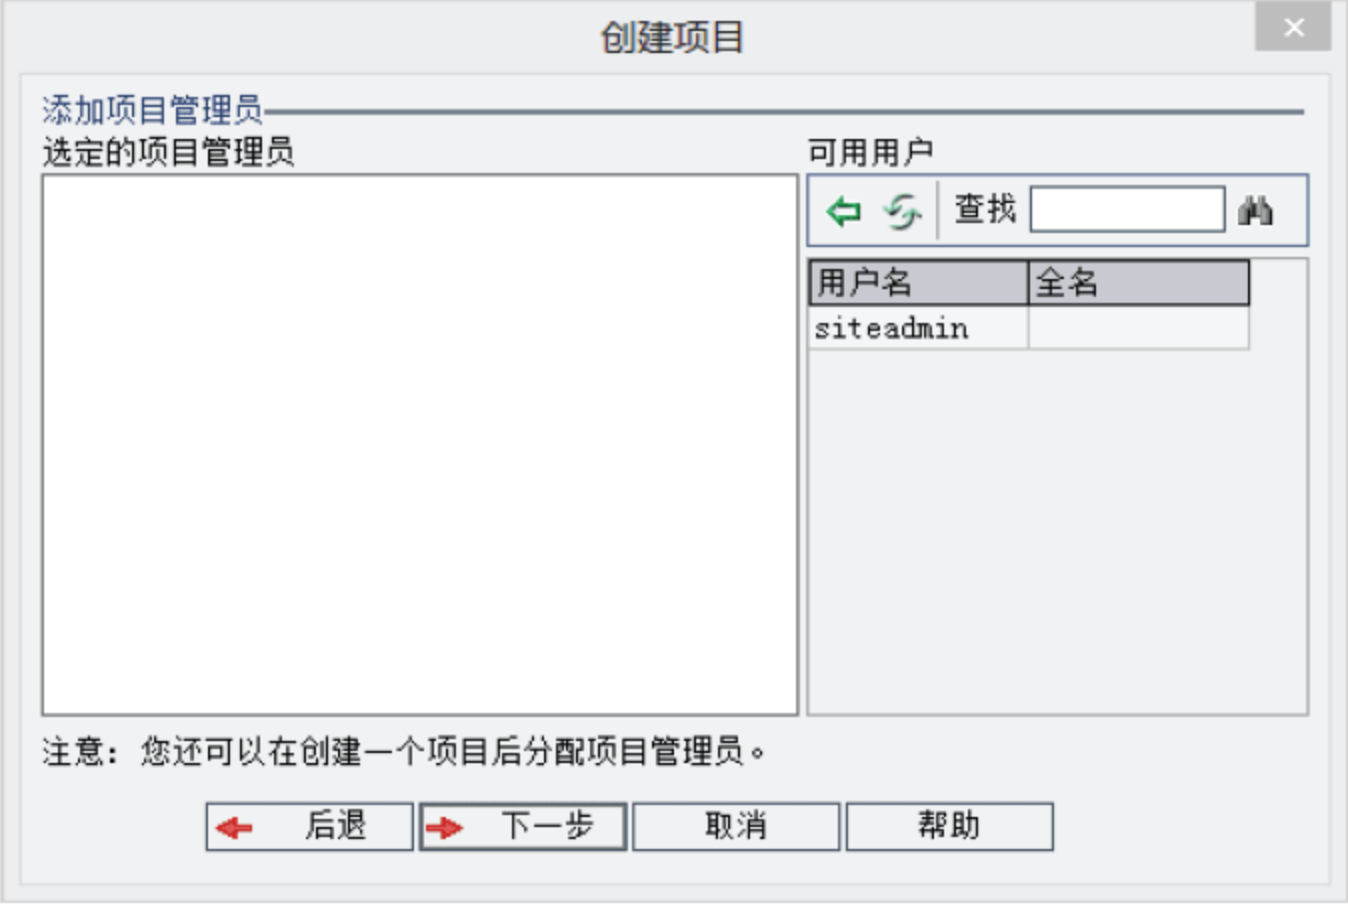 创建项目
添加项目管理员
选定的项目管理员
可用用户
查找
用户名 全名
siteadmin
注意：您还可以在创建一个项目后分配项目管理员。
后退 下一步 取消 帮助